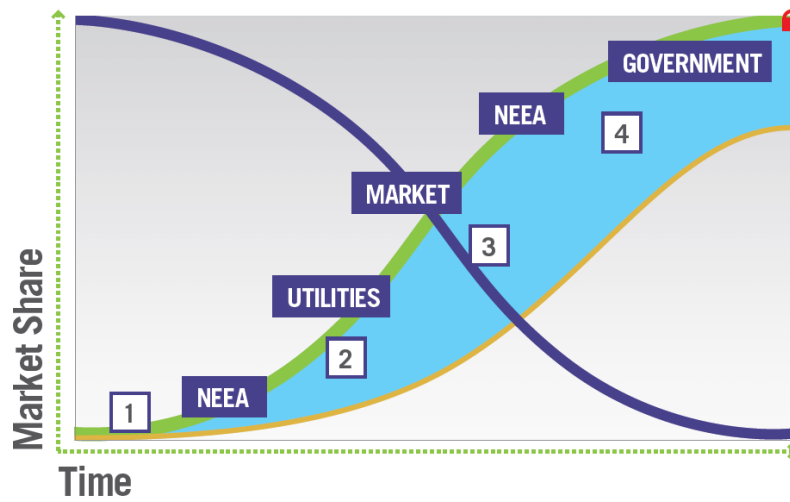 GOVERNMENT
NEEA
4
MARKET
3
UTILITIES
2
NEEA
1
Market Share
Time